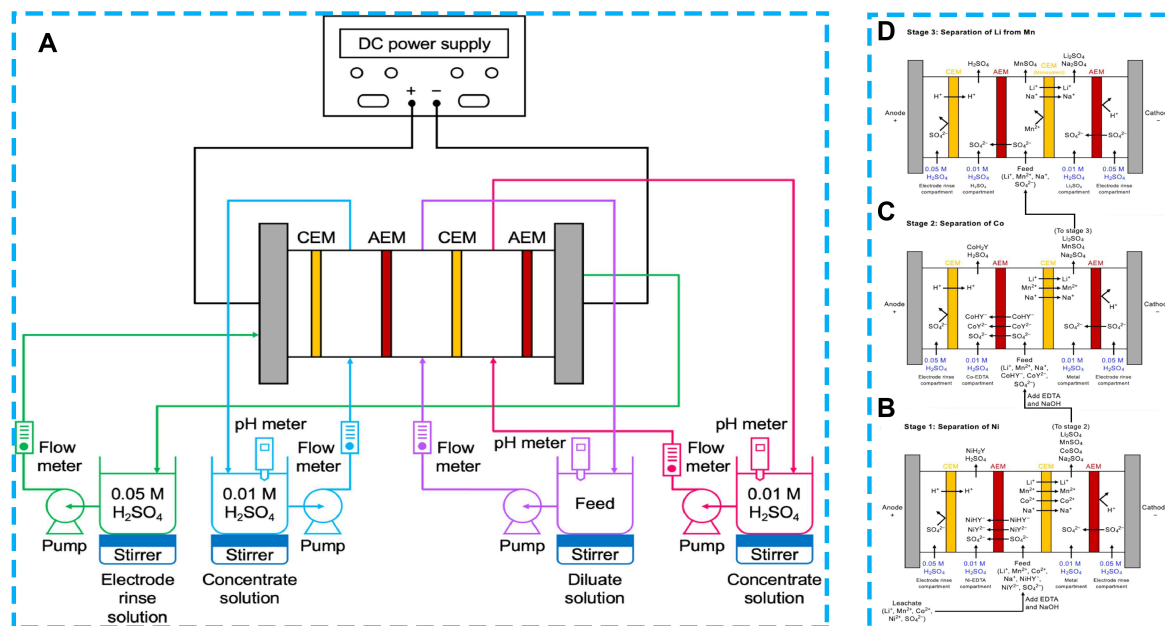 A
DC power supply
+ −
CEM AEM CEM AEM
pH meter
Flow
meter
Flow
meter
pH meter
Flow
meter
Flow
meter
pH meter
0.05 M
H₂SO₄
0.01 M
H₂SO₄
Feed
0.01 M
H₂SO₄
Pump
Pump
Pump
Pump
Stirrer
Stirrer
Stirrer
Stirrer
Electrode
rinse
solution
Concentrate
solution
Diluate
solution
Concentrate
solution
D
Stage 3: Separation of Li from Mn
H₂SO₄
MnSO₄
Li₂SO₄
Na₂SO₄
CEM
AEM
CEM
AEM
Anode
+
Cathode
−
H⁺ H⁺
Li⁺ Li⁺
Na⁺ Na⁺
H⁺
Mn²⁺
SO₄²⁻
SO₄²⁻ SO₄²⁻
SO₄²⁻ SO₄²⁻
0.05 M
H₂SO₄
Electrode rinse
compartment
0.01 M
H₂SO₄
H₂SO₄
compartment
Feed
(Li⁺, Mn²⁺, Na⁺,
SO₄²⁻)
0.01 M
H₂SO₄
Li₂SO₄
compartment
0.05 M
H₂SO₄
Electrode rinse
compartment
C
Stage 2: Separation of Co
(To stage 3)
Li₂SO₄
MnSO₄
Na₂SO₄
CoH₂Y
H₂SO₄
CEM
AEM
CEM
AEM
Anode
+
Cathode
−
H⁺ H⁺
Li⁺ Li⁺
Mn²⁺ Mn²⁺
Na⁺ Na⁺
H⁺
SO₄²⁻
CoHY⁻ CoHY⁻
CoY²⁻ CoY²⁻
SO₄²⁻ SO₄²⁻
SO₄²⁻ SO₄²⁻
0.05 M
H₂SO₄
Electrode rinse
compartment
0.01 M
H₂SO₄
Co-EDTA
compartment
Feed
(Li⁺, Mn²⁺, Na⁺,
CoHY⁻, CoY²⁻,
SO₄²⁻)
0.01 M
H₂SO₄
Metal
compartment
0.05 M
H₂SO₄
Electrode rinse
compartment
Add EDTA
and NaOH
B
Stage 1: Separation of Ni
(To stage 2)
Li₂SO₄
MnSO₄
CoSO₄
Na₂SO₄
NiH₂Y
H₂SO₄
CEM
AEM
CEM
AEM
Anode
+
Cathode
−
H⁺ H⁺
Li⁺ Li⁺
Mn²⁺ Mn²⁺
Co²⁺ Co²⁺
Na⁺ Na⁺
H⁺
SO₄²⁻
NiHY⁻ NiHY⁻
NiY²⁻ NiY²⁻
SO₄²⁻ SO₄²⁻
SO₄²⁻ SO₄²⁻
0.05 M
H₂SO₄
Electrode rinse
compartment
0.01 M
H₂SO₄
Ni-EDTA
compartment
Feed
(Li⁺, Mn²⁺, Co²⁺,
Na⁺, NiHY⁻,
NiY²⁻, SO₄²⁻)
0.01 M
H₂SO₄
Metal
compartment
0.05 M
H₂SO₄
Electrode rinse
compartment
Add EDTA
and NaOH
Leachate
(Li⁺, Mn²⁺, Co²⁺,
Ni²⁺, SO₄²⁻)